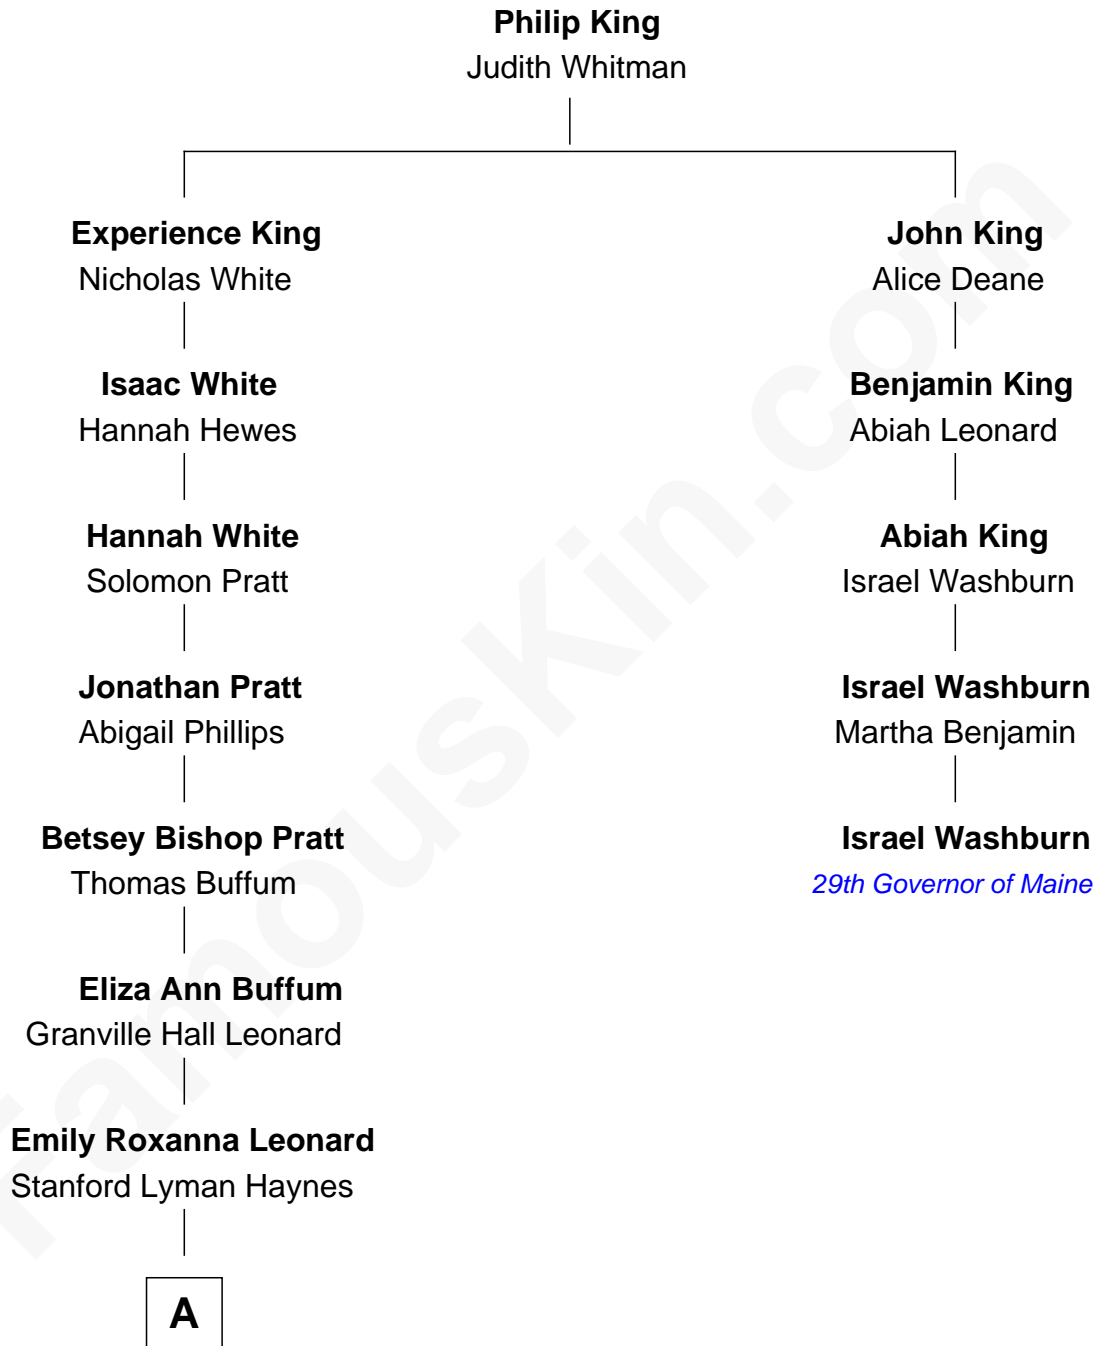 Philip King
Judith Whitman
Experience King
Nicholas White
John King
Alice Deane
Isaac White
Hannah Hewes
Benjamin King
Abiah Leonard
Hannah White
Solomon Pratt
Abiah King
Israel Washburn
Jonathan Pratt
Abigail Phillips
Israel Washburn
Martha Benjamin
Betsey Bishop Pratt
Thomas Buffum
Israel Washburn
29th Governor of Maine
Eliza Ann Buffum
Granville Hall Leonard
Emily Roxanna Leonard
Stanford Lyman Haynes
A
FamousKin.com